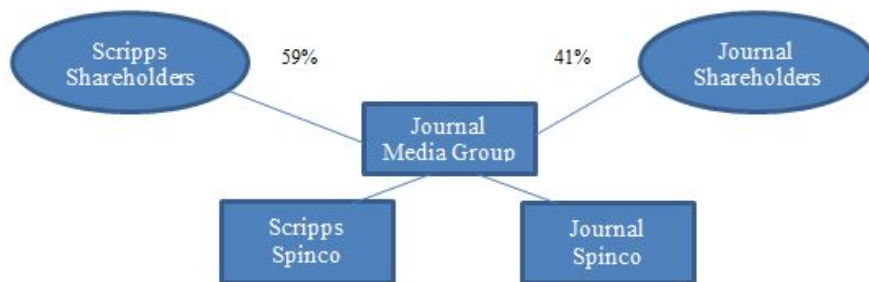 Scripps
Shareholders
59%
41%
Journal
Shareholders
Journal
Media Group
Scripps
Spinco
Journal
Spinco